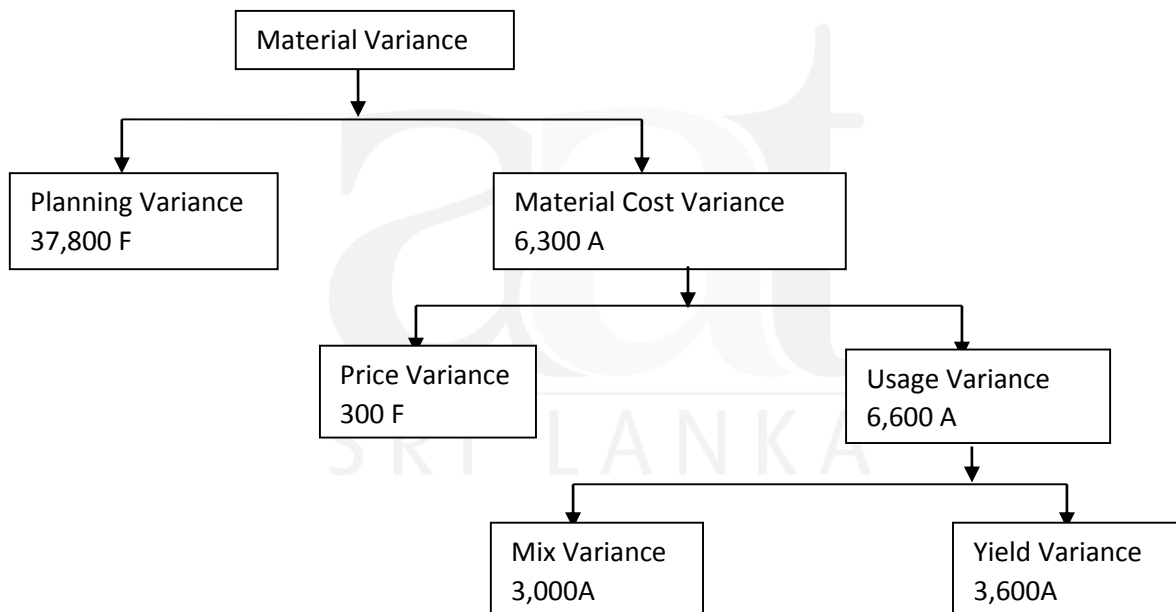 Material Variance
Planning Variance
37,800 F
Material Cost Variance
6,300 A
Price Variance
300 F
Usage Variance
6,600 A
Mix Variance
3,000A
Yield Variance
3,600A
aat
SRI LANKA